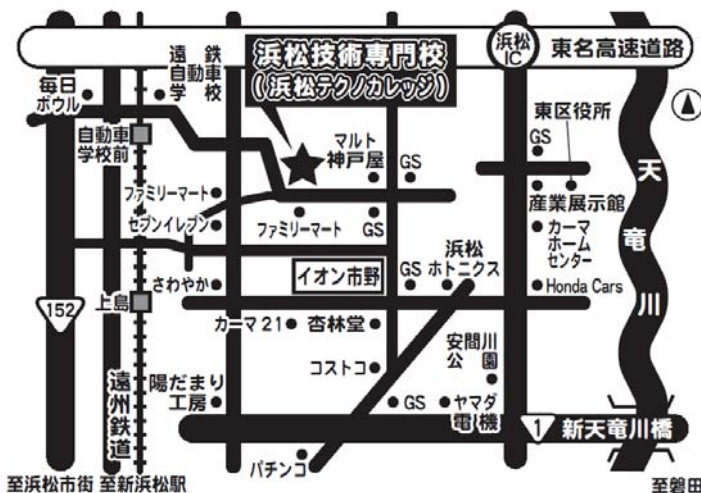 浜松技術専門校
(浜松テクノカレッジ)
浜松
IC
東名高速道路
遠鉄
自動車
学校
毎日
ボウル
自動車
学校前
マルト
神戸屋
GS
GS
東区役所
産業展示館
ファミリーマート
セブンイレブン
ファミリーマート
GS
カーマ
ホーム
センター
天竜川
浜松
ホトニクス
イオン市野
GS
さわやか
Honda Cars
152
上島
カーマ21
杏林堂
安間川
公園
コストコ
遠州鉄道
陽だまり
工房
GS
ヤマダ
電機
1
新天竜川橋
パチンコ
至浜松市街
至新浜松駅
至磐田